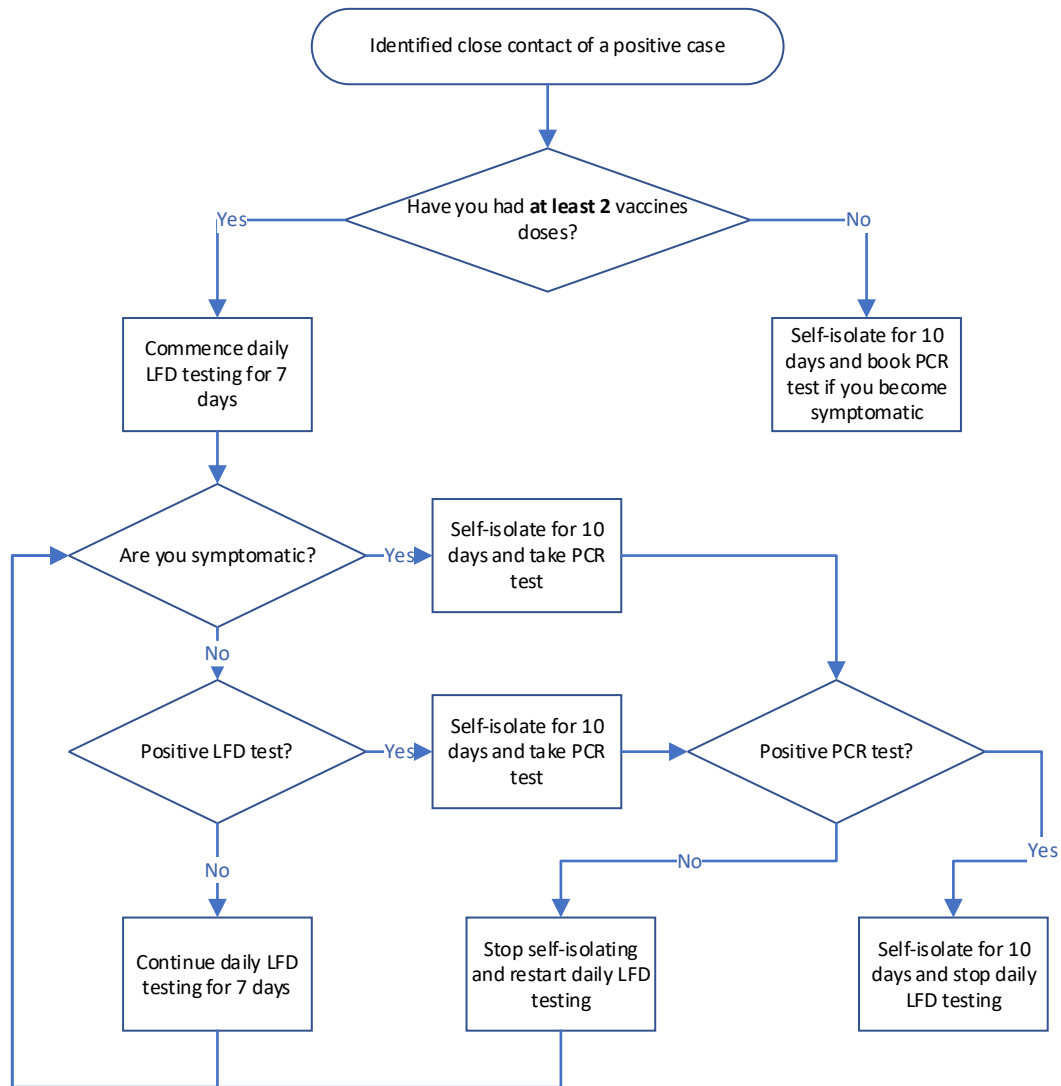 Identified close contact of a positive case
Have you had at least 2 vaccines
doses?
Yes
No
Commence daily
LFD testing for 7
days
Self-isolate for 10
days and book PCR
test if you become
symptomatic
Are you symptomatic?
Yes
Self-isolate for 10
days and take PCR
test
No
Positive LFD test?
Yes
Self-isolate for 10
days and take PCR
test
Positive PCR test?
No
No
Yes
Continue daily LFD
testing for 7 days
Stop self-isolating
and restart daily LFD
testing
Self-isolate for 10
days and stop daily
LFD testing